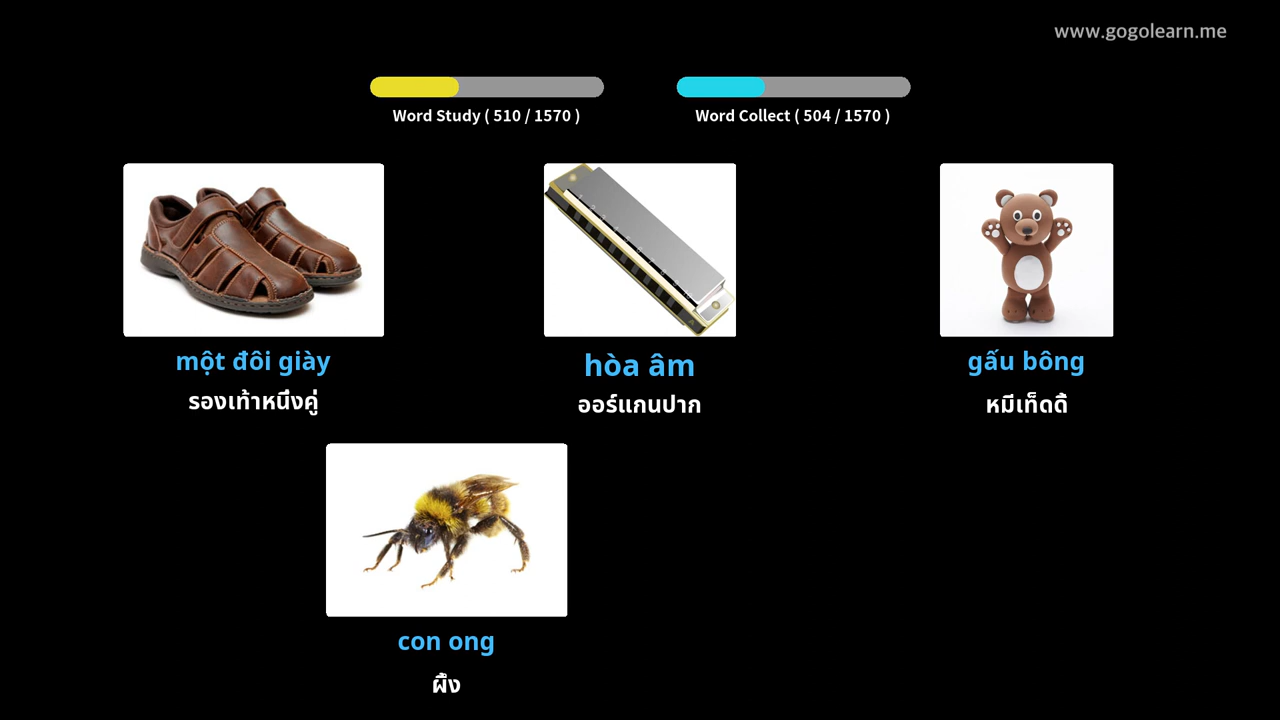 www.gogolearn.me
Word Study ( 510 / 1570 )
Word Collect ( 504 / 1570 )
một đôi giày
hòa âm
gấu bông
รองเท้าหนึ่งคู่
ออร์แกนปาก
หมีเท็ดดี้
con ong
ผึ้ง